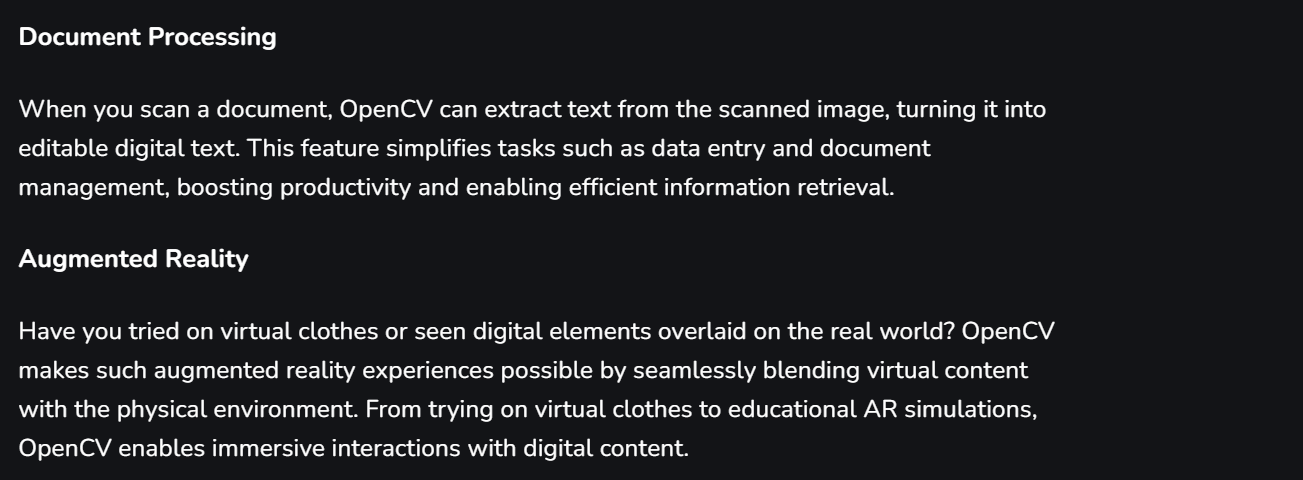 Document Processing
When you scan a document, OpenCV can extract text from the scanned image, turning it into
editable digital text. This feature simplifies tasks such as data entry and document
management, boosting productivity and enabling efficient information retrieval.
Augmented Reality
Have you tried on virtual clothes or seen digital elements overlaid on the real world? OpenCV
makes such augmented reality experiences possible by seamlessly blending virtual content
with the physical environment. From trying on virtual clothes to educational AR simulations,
OpenCV enables immersive interactions with digital content.